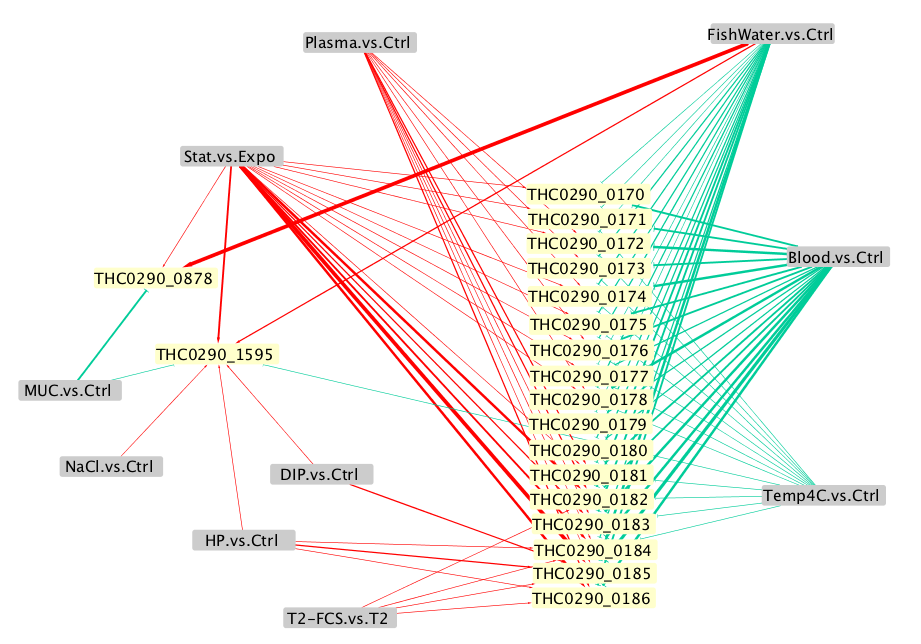 FishWater.vs.Ctrl
Plasma.vs.Ctrl
Stat.vs.Expo
THC0290_0170
THC0290_0171
THC0290_0172
Blood.vs.Ctrl
THC0290_0173
THC0290_0878
THC0290_0174
THC0290_0175
THC0290_0176
THC0290_1595
THC0290_0177
MUC.vs.Ctrl
THC0290_0178
THC0290_0179
THC0290_0180
NaCl.vs.Ctrl
DIP.vs.Ctrl
THC0290_0181
Temp4C.vs.Ctrl
THC0290_0182
THC0290_0183
HP.vs.Ctrl
THC0290_0184
THC0290_0185
THC0290_0186
T2-FCS.vs.T2